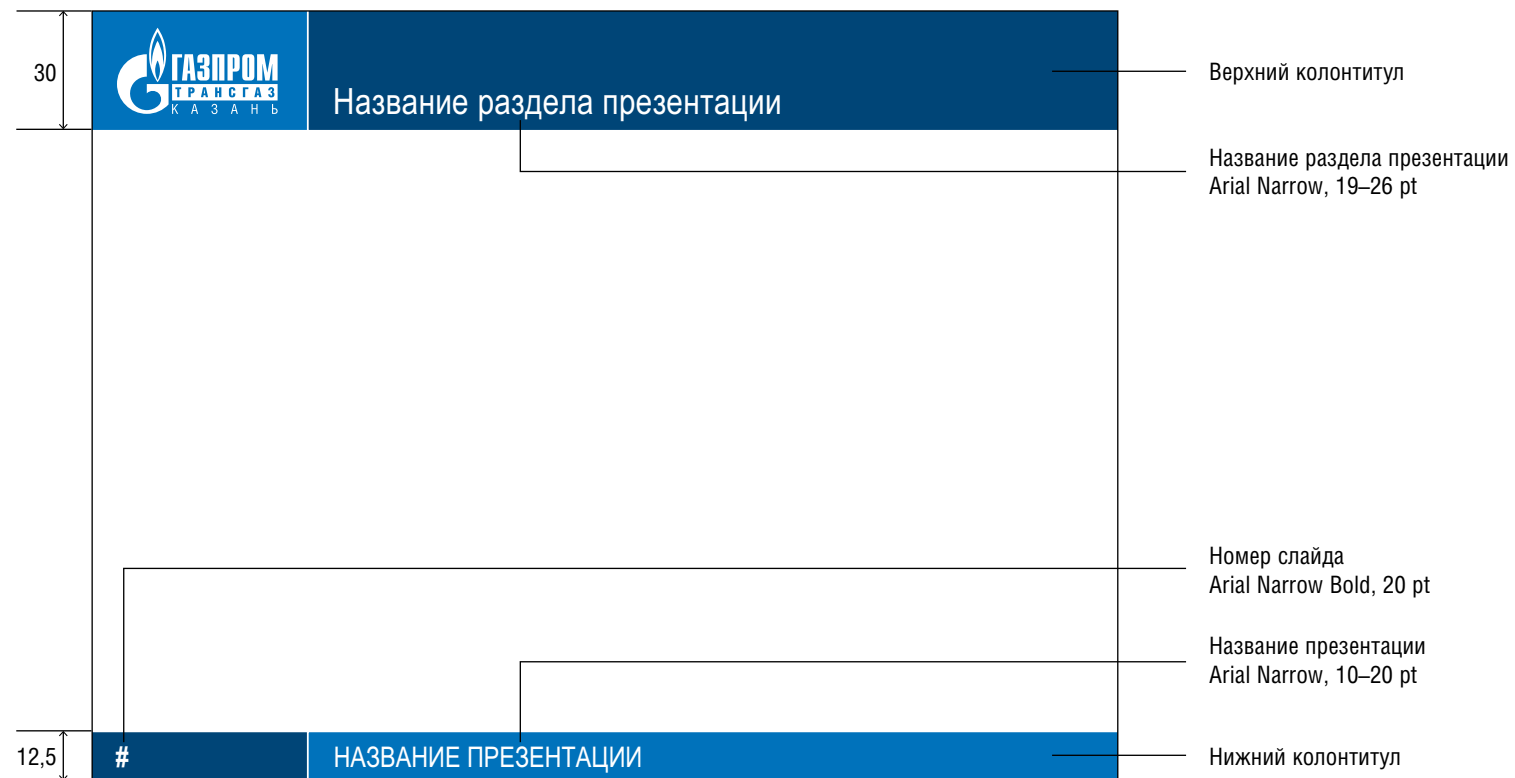 30
ГАЗПРОМ
ТРАНСГАЗ
КАЗАНЬ
Название раздела презентации
Верхний колонтитул
Название раздела презентации
Arial Narrow, 19–26 pt
Номер слайда
Arial Narrow Bold, 20 pt
Название презентации
Arial Narrow, 10–20 pt
12,5
#
НАЗВАНИЕ ПРЕЗЕНТАЦИИ
Нижний колонтитул